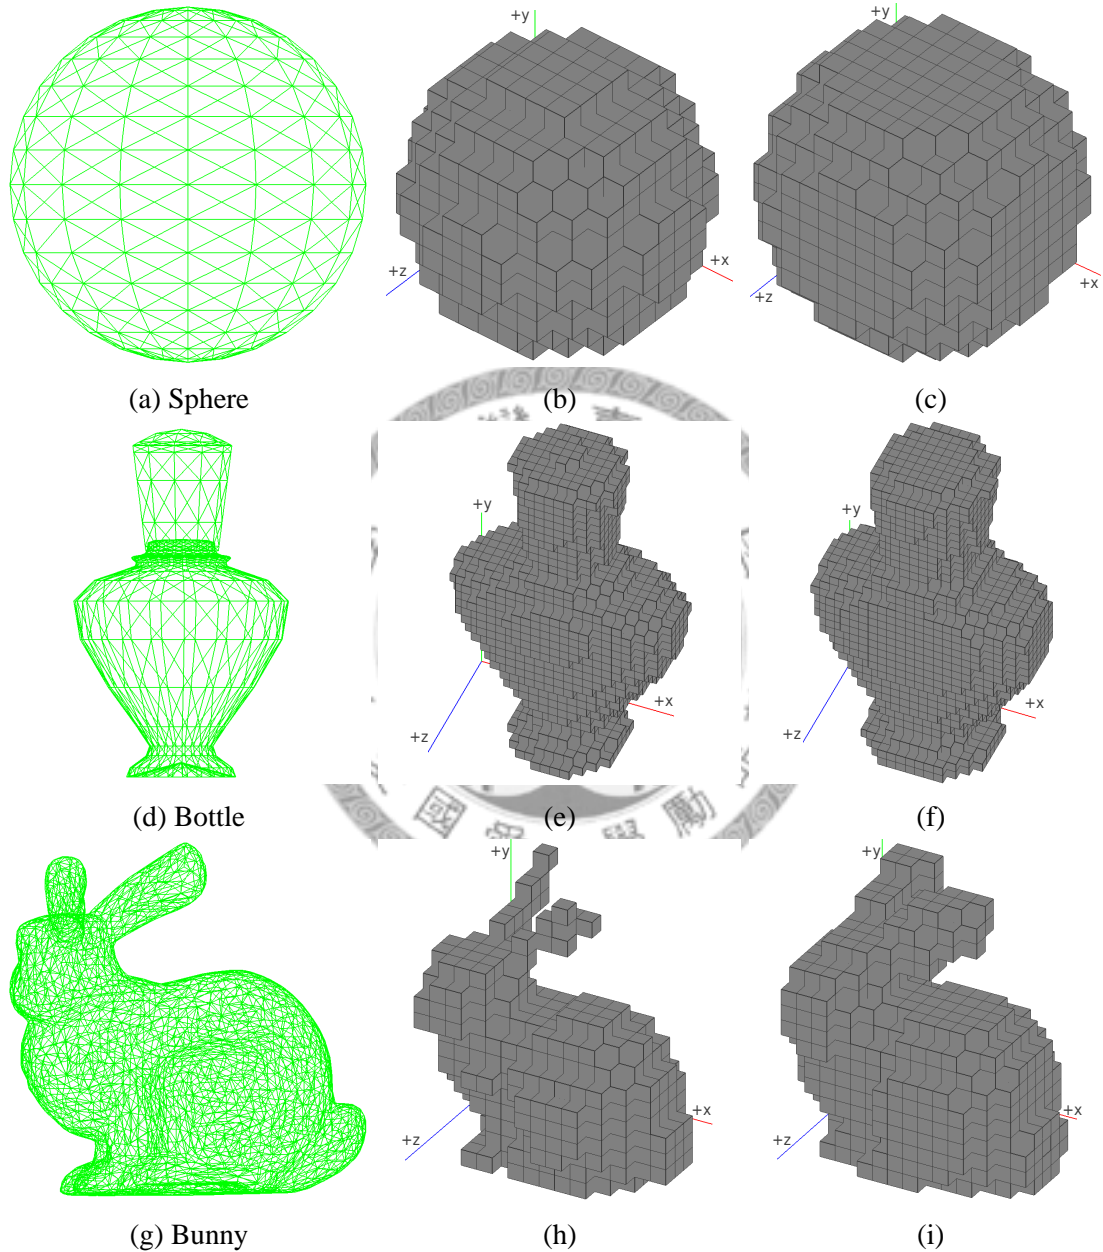 +y
+y
+z
+x
+z
+x
(a) Sphere
(b)
(c)
+y
+y
+z
+x
+z
+x
(d) Bottle
(e)
(f)
+y
+y
+z
+x
+z
+x
(g) Bunny
(h)
(i)